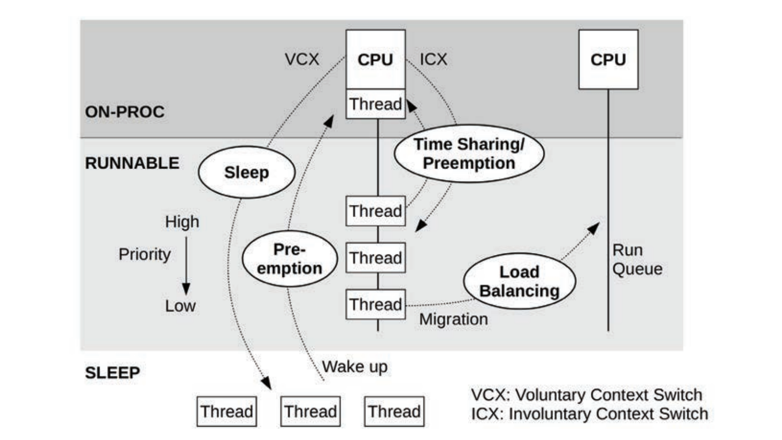 VCX
CPU
ICX
CPU
Thread
ON-PROC
Time Sharing/
Preemption
RUNNABLE
Sleep
High
Thread
Priority
Pre-
emption
Thread
Run
Queue
Load
Balancing
Low
Thread
Migration
SLEEP
Wake up
Thread
Thread
Thread
VCX: Voluntary Context Switch
ICX: Involuntary Context Switch